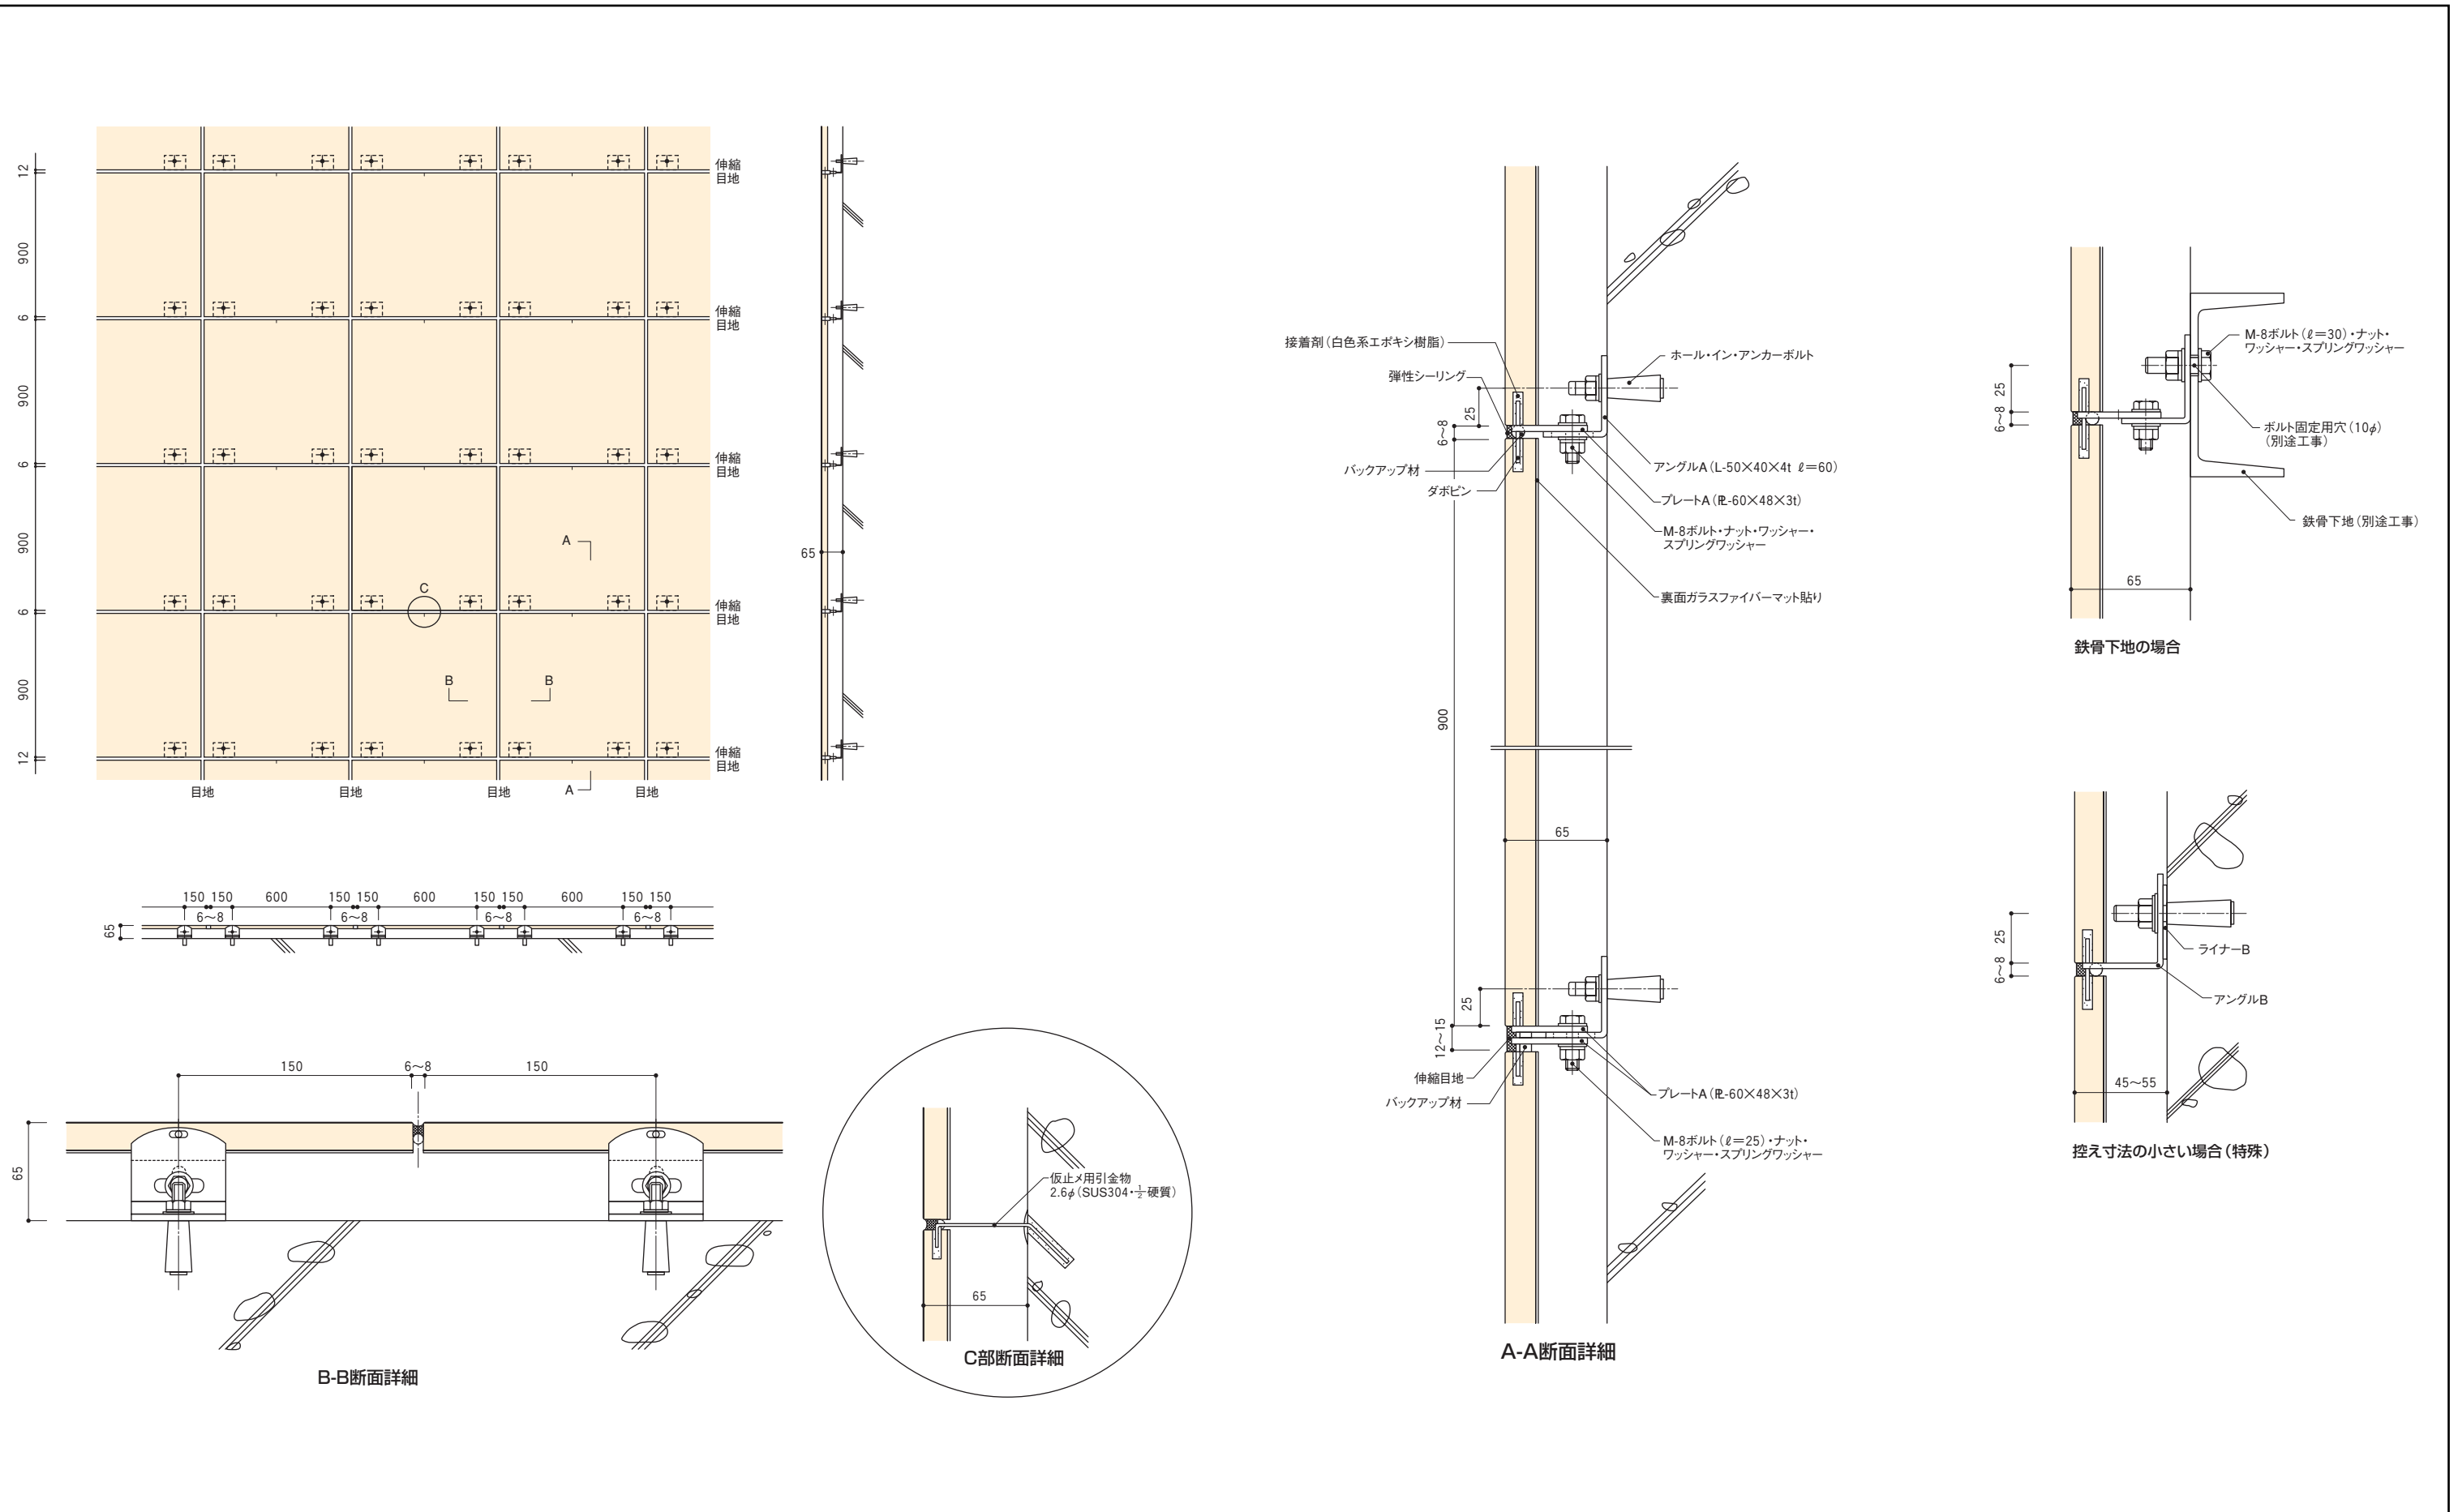 12
900
6
900
6
900
6
900
12
伸縮
目地
伸縮
目地
伸縮
目地
伸縮
目地
伸縮
目地
A
C
B
B
A
目地
目地
目地
目地
65
150 150 600 150 150 600 150 150 600 150 150
6〜8 6〜8 6〜8 6〜8
65
150 6〜8 150
65
B-B断面詳細
仮止メ用引金物
2.6φ(SUS304・1/2硬質)
65
C部断面詳細
接着剤(白色系エポキシ樹脂)
弾性シーリング
25
6〜8
バックアップ材
ダボピン
ホール・イン・アンカーボルト
アングルA(L-50×40×4t ℓ=60)
プレートA(PL-60×48×3t)
M-8ボルト・ナット・ワッシャー・
スプリングワッシャー
裏面ガラスファイバーマット貼り
900
65
25
12〜15
伸縮目地
バックアップ材
プレートA(PL-60×48×3t)
M-8ボルト(ℓ=25)・ナット・
ワッシャー・スプリングワッシャー
A-A断面詳細
M-8ボルト(ℓ=30)・ナット・
ワッシャー・スプリングワッシャー
25
6〜8
ボルト固定用穴(10φ)
(別途工事)
鉄骨下地(別途工事)
65
鉄骨下地の場合
25
6〜8
ライナーB
アングルB
45〜55
控え寸法の小さい場合(特殊)